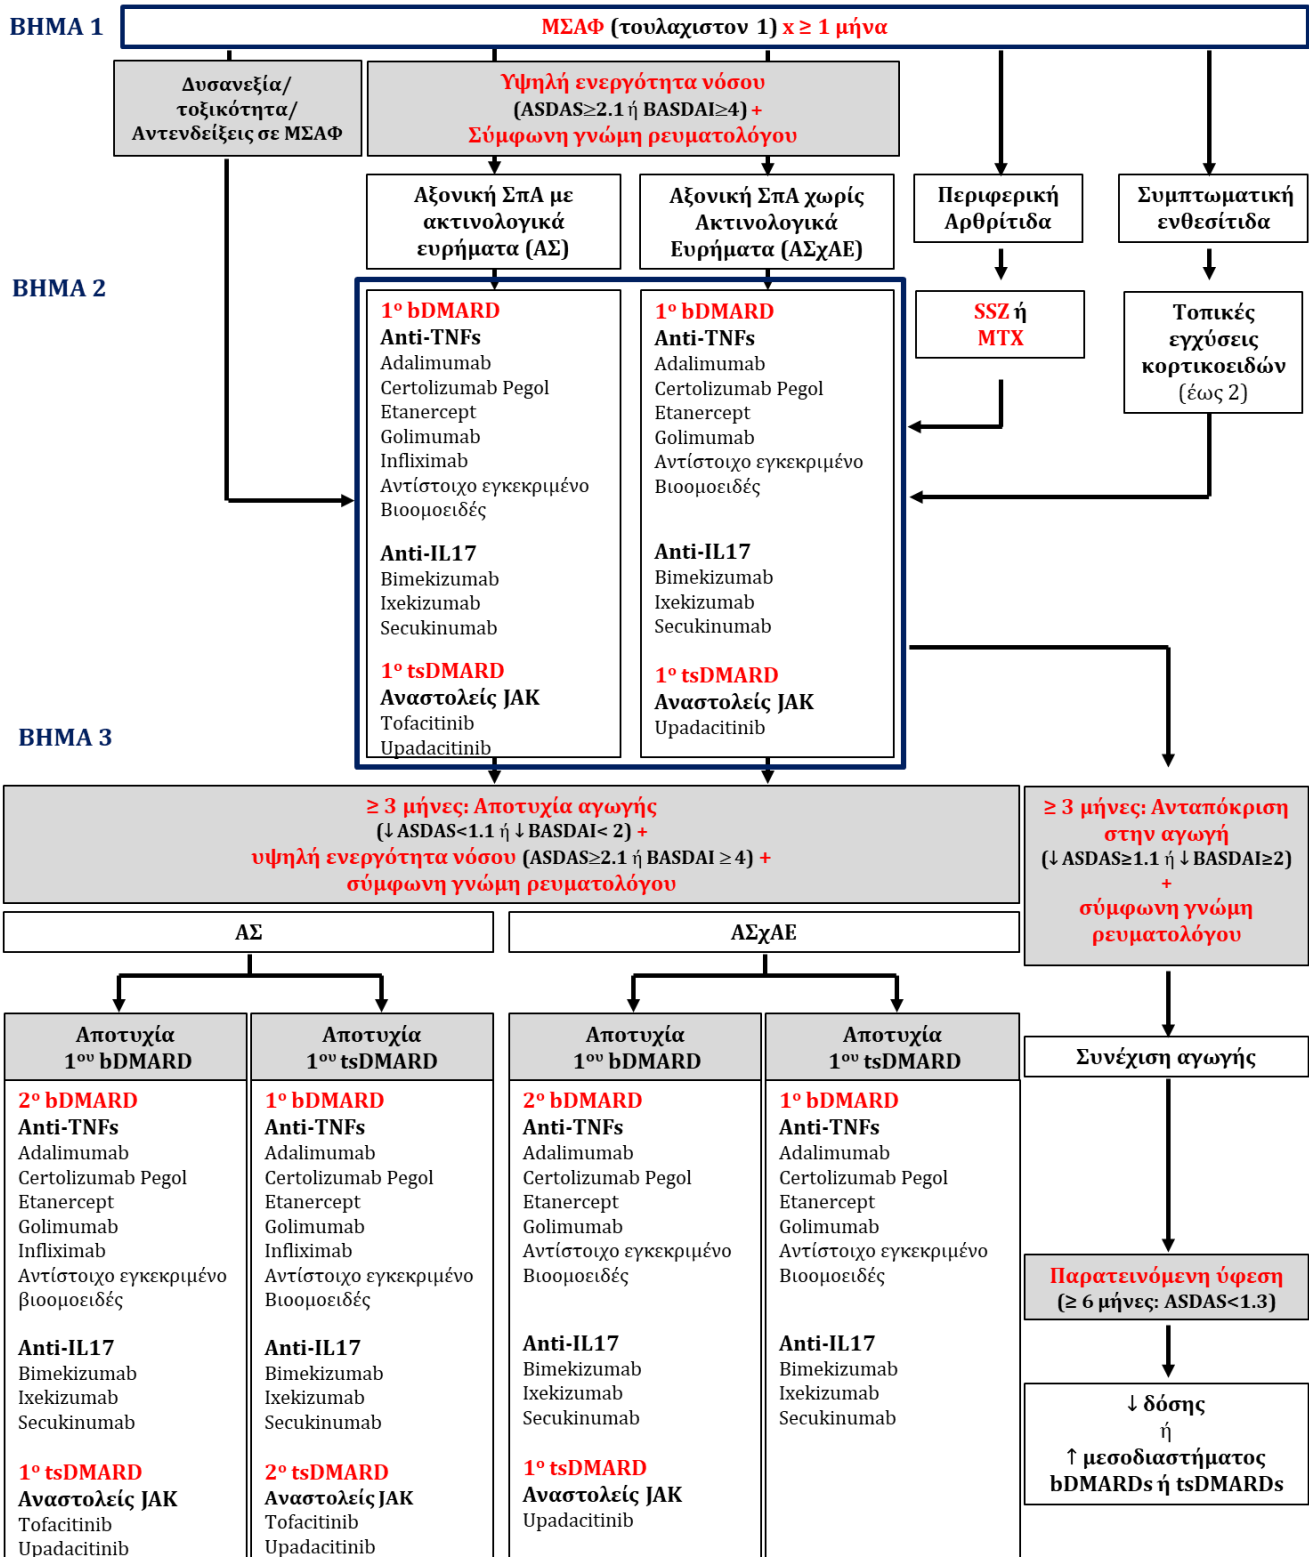 ΒΗΜΑ 1
ΜΣΑΦ (τουλαχιστον 1) x ≥ 1 μήνα
Δυσανεξία/
τοξικότητα/
Αντενδείξεις σε ΜΣΑΦ
Υψηλή ενεργότητα νόσου
(ASDAS≥2.1 ή BASDAI≥4) +
Σύμφωνη γνώμη ρευματολόγου
Αξονική ΣπΑ με
ακτινολογικά
ευρήματα (ΑΣ)
Αξονική ΣπΑ χωρίς
Ακτινολογικά
Ευρήματα (ΑΣχΑΕ)
Περιφερική
Αρθρίτιδα
Συμπτωματική
ενθεσίτιδα
ΒΗΜΑ 2
1º bDMARD
Anti-TNFs
Adalimumab
Certolizumab Pegol
Etanercept
Golimumab
Infliximab
Αντίστοιχο εγκεκριμένο
Βιοομοειδές
Anti-IL17
Bimekizumab
Ixekizumab
Secukinumab
1º tsDMARD
Αναστολείς JAK
Tofacitinib
Upadacitinib
1º bDMARD
Anti-TNFs
Adalimumab
Certolizumab Pegol
Etanercept
Golimumab
Αντίστοιχο εγκεκριμένο
Βιοομοειδές
Anti-IL17
Bimekizumab
Ixekizumab
Secukinumab
1º tsDMARD
Αναστολείς JAK
Upadacitinib
SSZ ή
MTX
Τοπικές
εγχύσεις
κορτικοειδών
(έως 2)
ΒΗΜΑ 3
≥ 3 μήνες: Αποτυχία αγωγής
(↓ASDAS<1.1 ή ↓BASDAI< 2) +
υψηλή ενεργότητα νόσου (ASDAS≥2.1 ή BASDAI ≥ 4) +
σύμφωνη γνώμη ρευματολόγου
≥ 3 μήνες: Ανταπόκριση
στην αγωγή
(↓ASDAS≥1.1 ή ↓BASDAI≥2)
+
σύμφωνη γνώμη
ρευματολόγου
ΑΣ
ΑΣχΑΕ
Αποτυχία
1ου bDMARD
Αποτυχία
1ου tsDMARD
Αποτυχία
1ου bDMARD
Αποτυχία
1ου tsDMARD
Συνέχιση αγωγής
2º bDMARD
Anti-TNFs
Adalimumab
Certolizumab Pegol
Etanercept
Golimumab
Infliximab
Αντίστοιχο εγκεκριμένο
βιοομοειδές
Anti-IL17
Bimekizumab
Ixekizumab
Secukinumab
1º tsDMARD
Αναστολείς JAK
Tofacitinib
Upadacitinib
1º bDMARD
Anti-TNFs
Adalimumab
Certolizumab Pegol
Etanercept
Golimumab
Infliximab
Αντίστοιχο εγκεκριμένο
Βιοομοειδές
Anti-IL17
Bimekizumab
Ixekizumab
Secukinumab
2º tsDMARD
Αναστολείς JAK
Tofacitinib
Upadacitinib
2º bDMARD
Anti-TNFs
Adalimumab
Certolizumab Pegol
Etanercept
Golimumab
Αντίστοιχο εγκεκριμένο
Βιοομοειδές
Anti-IL17
Bimekizumab
Ixekizumab
Secukinumab
1º tsDMARD
Αναστολείς JAK
Upadacitinib
1º bDMARD
Anti-TNFs
Adalimumab
Certolizumab Pegol
Etanercept
Golimumab
Αντίστοιχο εγκεκριμένο
Βιοομοειδές
Anti-IL17
Bimekizumab
Ixekizumab
Secukinumab
Παρατεινόμενη ύφεση
(≥ 6 μήνες: ASDAS<1.3)
↓ δόσης
ή
↑ μεσοδιαστήματος
bDMARDs ή tsDMARDs